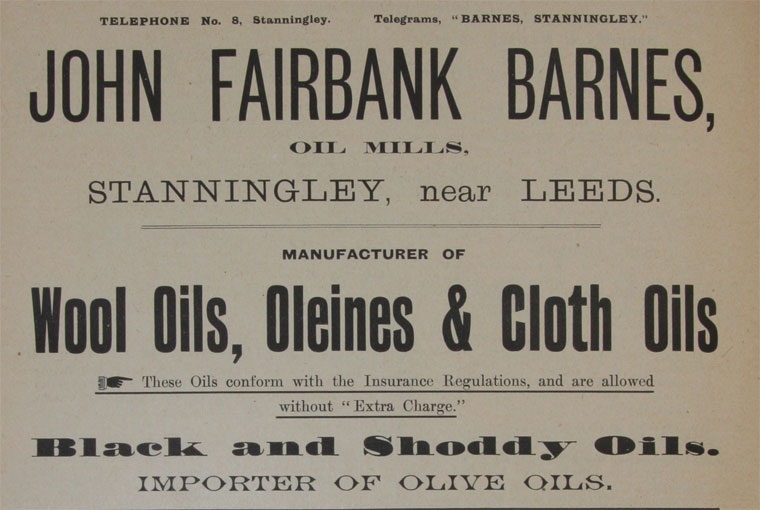 TELEPHONE No. 8, Stanningley. Telegrams, "BARNES, STANNINGLEY."
JOHN FAIRBANK BARNES,
OIL MILLS,
STANNINGLEY, near LEEDS.
MANUFACTURER OF
Wool Oils, Oleines & Cloth Oils
☛ These Oils conform with the Insurance Regulations, and are allowed
without "Extra Charge."
Black and Shoddy Oils.
IMPORTER OF OLIVE OILS.